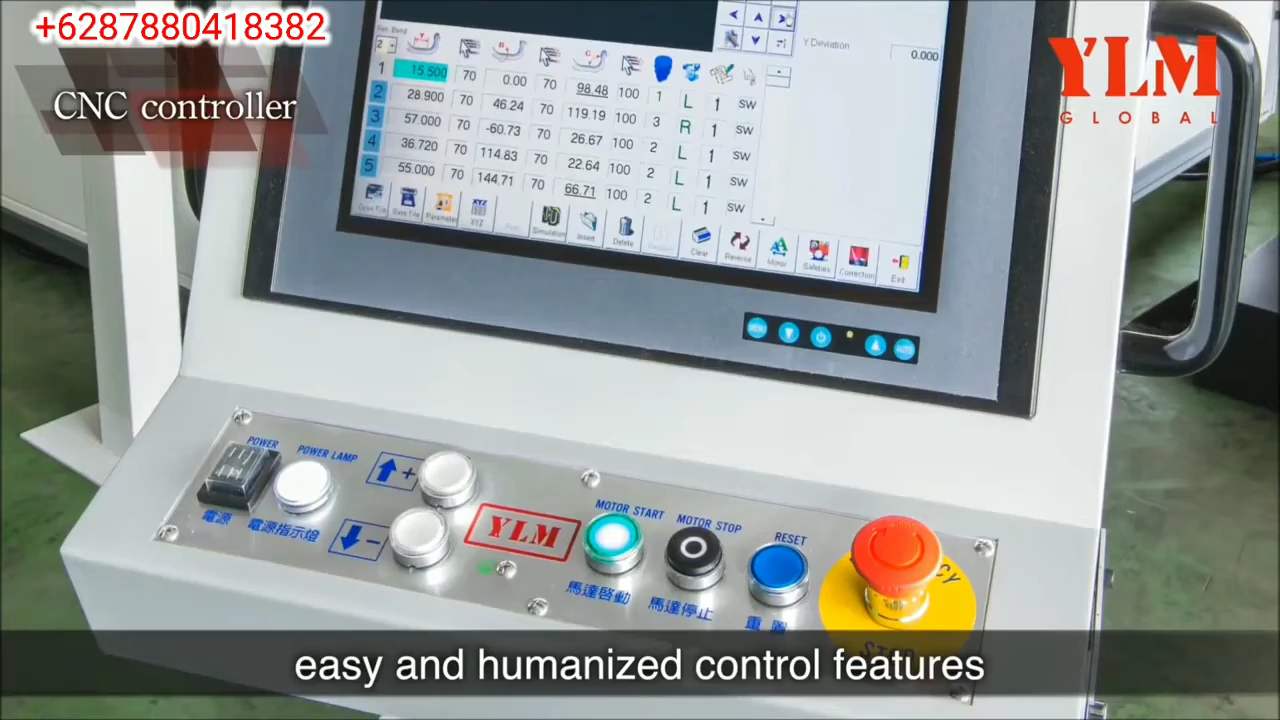 +6287880418382
CNC controller
YLM
GLOBAL
Y Deviation
0.000
2
1 15.500 70 0.00 70 98.48 100 1 L 1 SW
2 28.900 70 46.24 70 119.19 100 3 R 1 SW
3 57.000 70 -60.73 70 26.67 100 2 L 1 SW
4 36.720 70 114.83 70 22.64 100 2 L 1 SW
5 55.000 70 144.71 70 66.71 100 2 L 1 SW
Open File Save File Parameter XYZ Simulation Insert Delete Clear Reverse Mirror Safeties Correction Exit
MENU
AUTO
POWER
POWER LAMP
+
電源
電源指示燈
-
YLM
MOTOR START
MOTOR STOP
RESET
馬達啓動
馬達停止
重置
easy and humanized control features